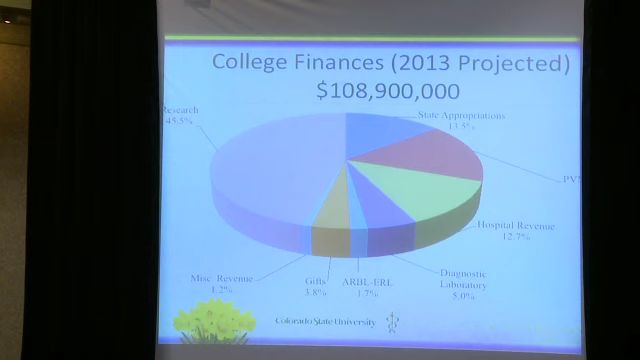 College Finances (2013 Projected)
$108,900,000
Research
45.5%
State Appropriations
13.5%
PV
Hospital Revenue
12.7%
Diagnostic
Laboratory
5.0%
ARBL-ERL
1.7%
Gifts
3.8%
Misc. Revenue
1.2%
Colorado State University